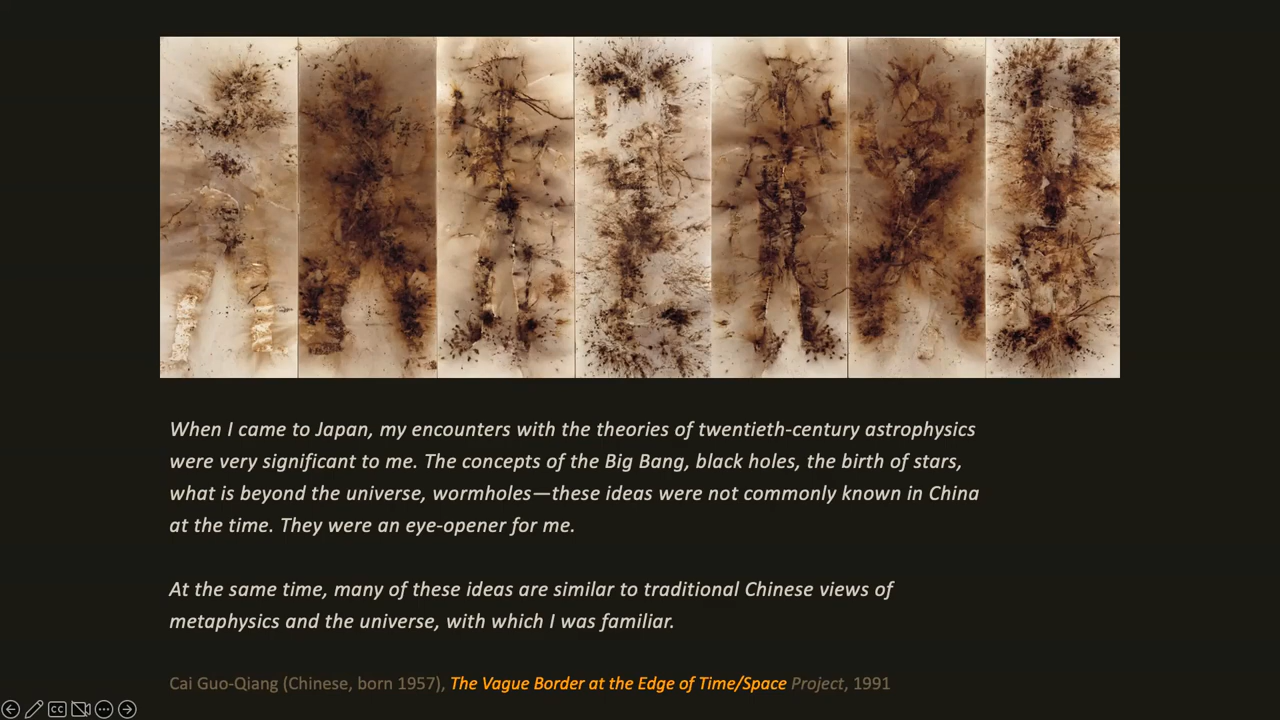 When I came to Japan, my encounters with the theories of twentieth-century astrophysics
were very significant to me. The concepts of the Big Bang, black holes, the birth of stars,
what is beyond the universe, wormholes—these ideas were not commonly known in China
at the time. They were an eye-opener for me.
At the same time, many of these ideas are similar to traditional Chinese views of
metaphysics and the universe, with which I was familiar.
Cai Guo-Qiang (Chinese, born 1957), The Vague Border at the Edge of Time/Space Project, 1991
CC